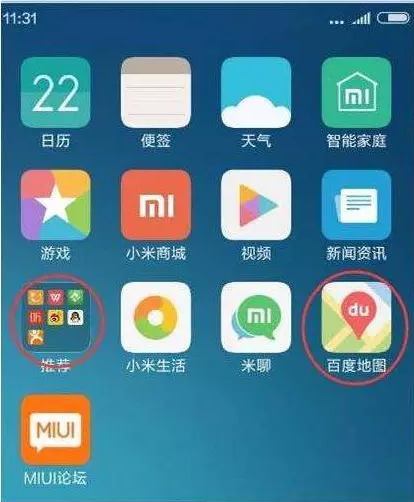 11:31
22
日历
便签
天气
mi
智能家庭
游戏
mi
小米商城
视频
新闻资讯
推荐
小米生活
mi
米聊
du
百度地图
MIUI
MIUI论坛